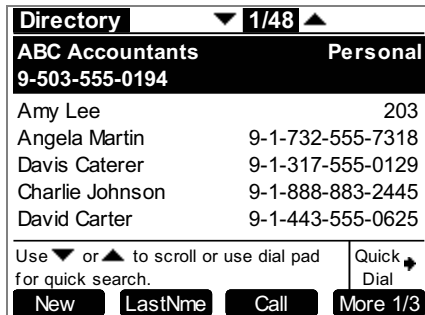 Directory ▼ 1/48 ▲
ABC Accountants Personal
9-503-555-0194
Amy Lee 203
Angela Martin 9-1-732-555-7318
Davis Caterer 9-1-317-555-0129
Charlie Johnson 9-1-888-883-2445
David Carter 9-1-443-555-0625
Use ▼ or ▲ to scroll or use dial pad
for quick search.
Quick
Dial
New LastNme Call More 1/3